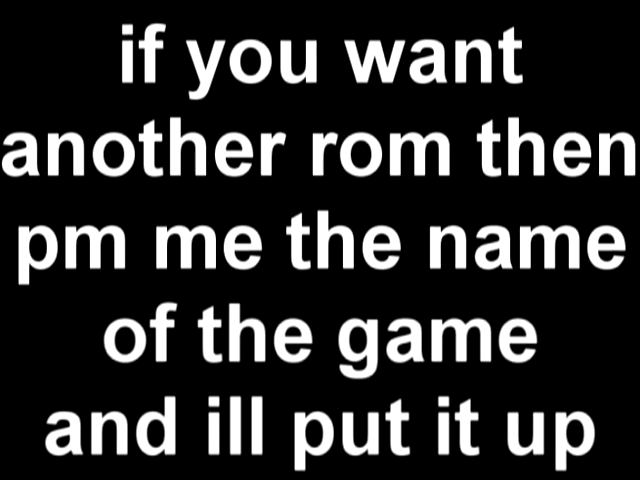 if you want
another rom then
pm me the name
of the game
and ill put it up